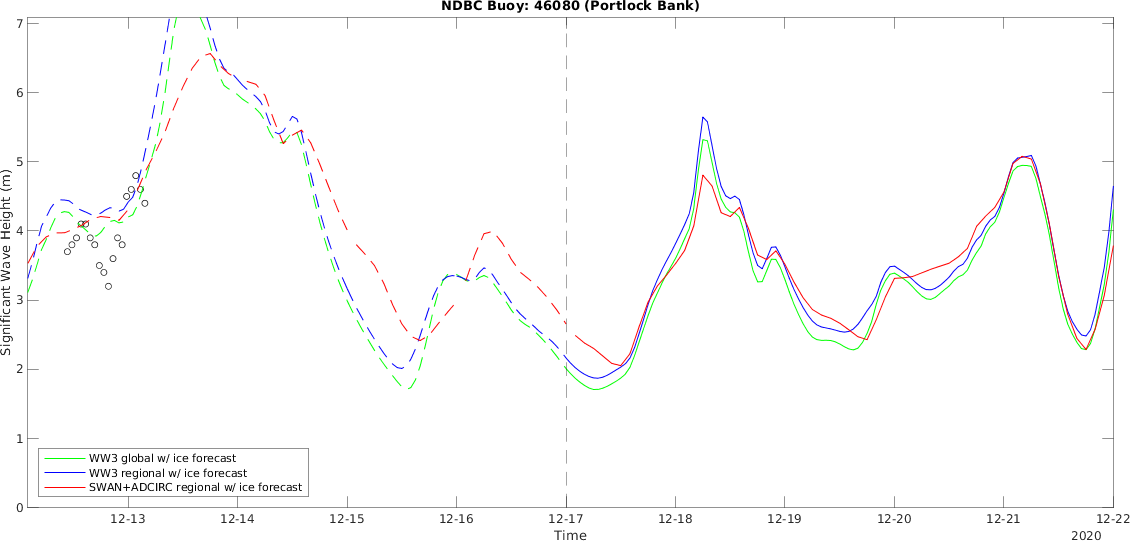 NDBC Buoy: 46080 (Portlock Bank)
7
6
5
4
3
2
1
0
Significant Wave Height (m)
WW3 global w/ ice forecast
WW3 regional w/ ice forecast
SWAN+ADCIRC regional w/ ice forecast
12-13 12-14 12-15 12-16 12-17 12-18 12-19 12-20 12-21 12-22
Time
2020